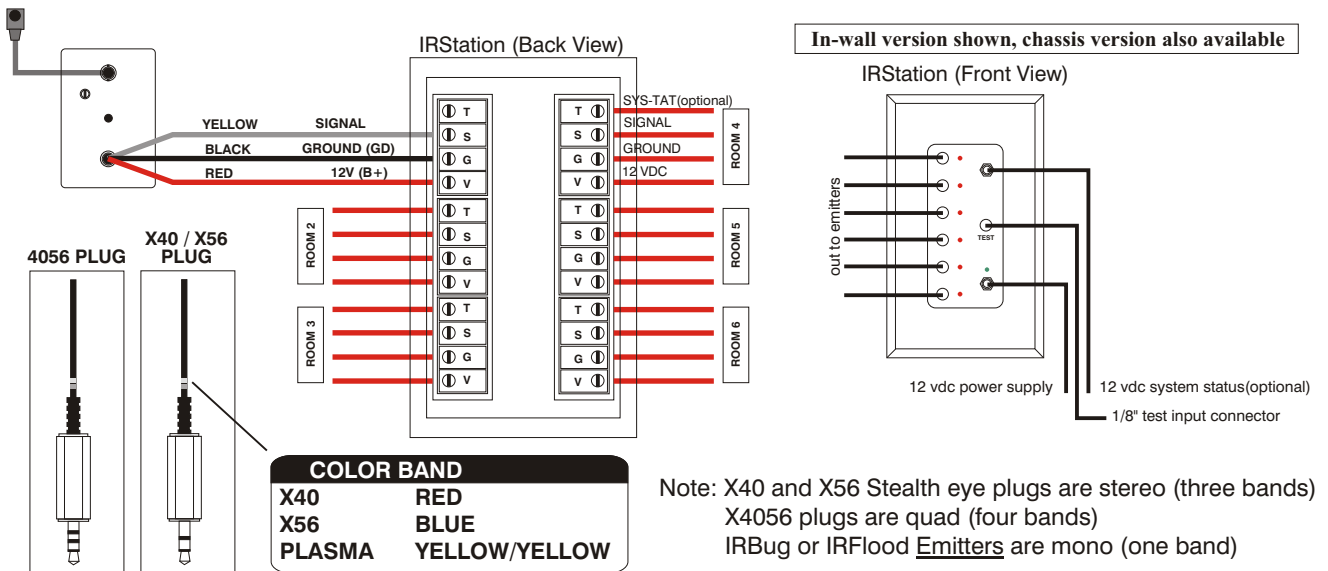 In-wall version shown, chassis version also available
IRStation (Back View)
IRStation (Front View)
YELLOW SIGNAL
BLACK GROUND (GD)
RED 12V (B+)
T
S
G
V
T
S
G
V
T
S
G
V
T
S
G
V
T
S
G
V
T
S
G
V
SYS-TAT(optional)
SIGNAL
GROUND
12 VDC
ROOM 4
ROOM 2
ROOM 5
ROOM 3
ROOM 6
out to emitters
TEST
12 vdc power supply
12 vdc system status(optional)
1/8" test input connector
4056 PLUG
X40 / X56
PLUG
COLOR BAND
X40 RED
X56 BLUE
PLASMA YELLOW/YELLOW
Note: X40 and X56 Stealth eye plugs are stereo (three bands)
X4056 plugs are quad (four bands)
IRBug or IRFlood Emitters are mono (one band)